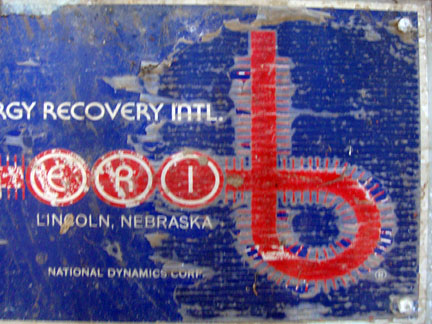 RGY RECOVERY INTL.
E R I
LINCOLN, NEBRASKA
NATIONAL DYNAMICS CORP.
®